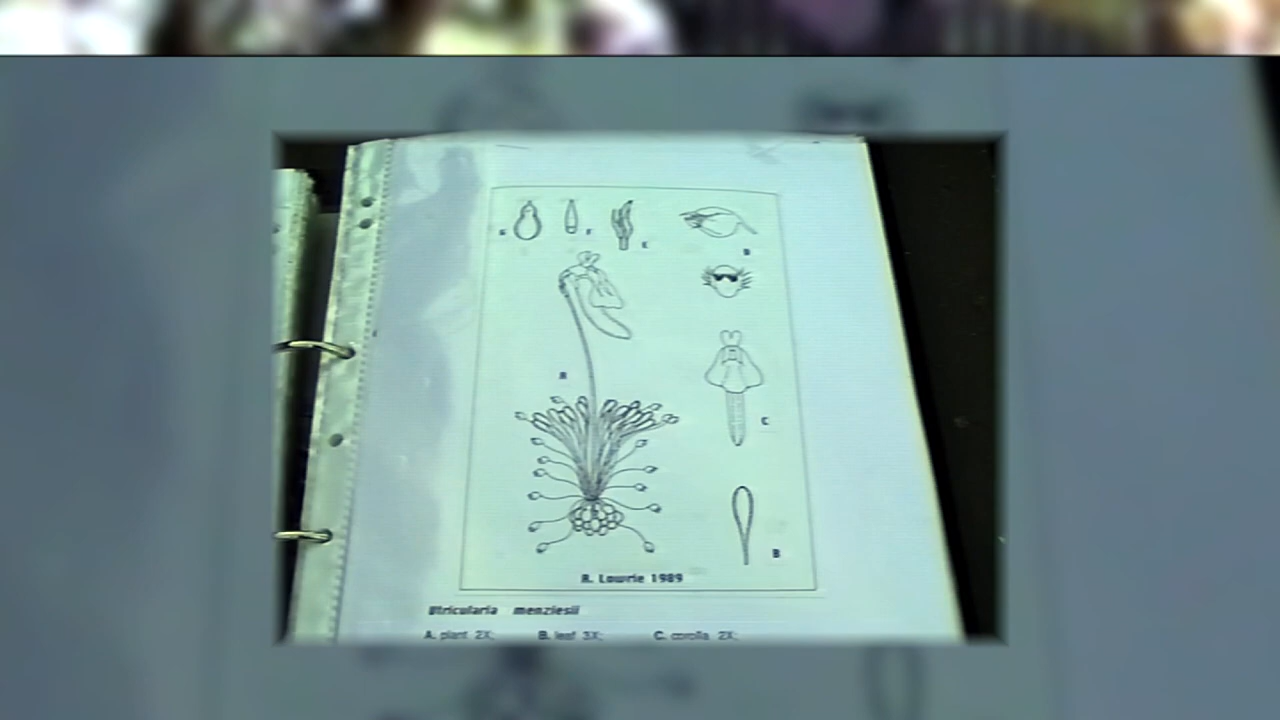 G F E D
A
C
B
A. Lowrie 1989
Utricularia menziesii
A. plant 2X; B. leaf 3X; C. corolla 2X;